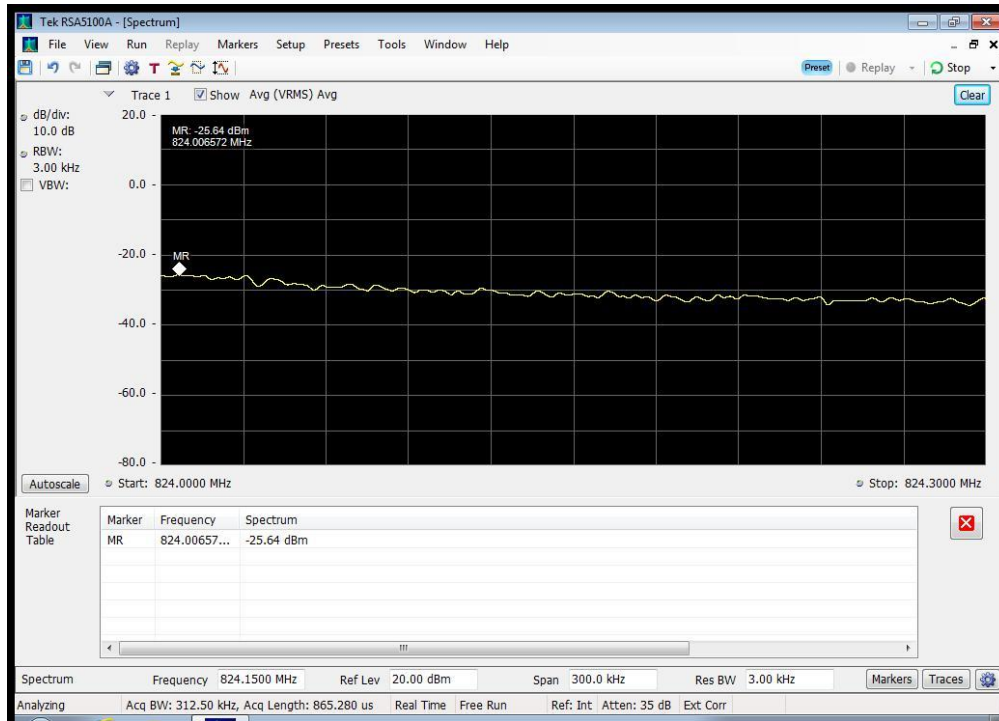 Tek RSA5100A - [Spectrum]
File View Run Replay Markers Setup Presets Tools Window Help
T Preset Replay Stop
Trace 1 Show Avg (VRMS) Avg Clear
dB/div: 10.0 dB
RBW: 3.00 kHz
VBW:
20.0
0.0
-20.0
-40.0
-60.0
-80.0
MR: -25.64 dBm
824.006572 MHz
MR
Autoscale Start: 824.0000 MHz Stop: 824.3000 MHz
Marker Readout Table
Marker Frequency Spectrum
MR 824.00657... -25.64 dBm
Spectrum Frequency 824.1500 MHz Ref Lev 20.00 dBm Span 300.0 kHz Res BW 3.00 kHz Markers Traces
Analyzing Acq BW: 312.50 kHz, Acq Length: 865.280 us Real Time Free Run Ref: Int Atten: 35 dB Ext Corr